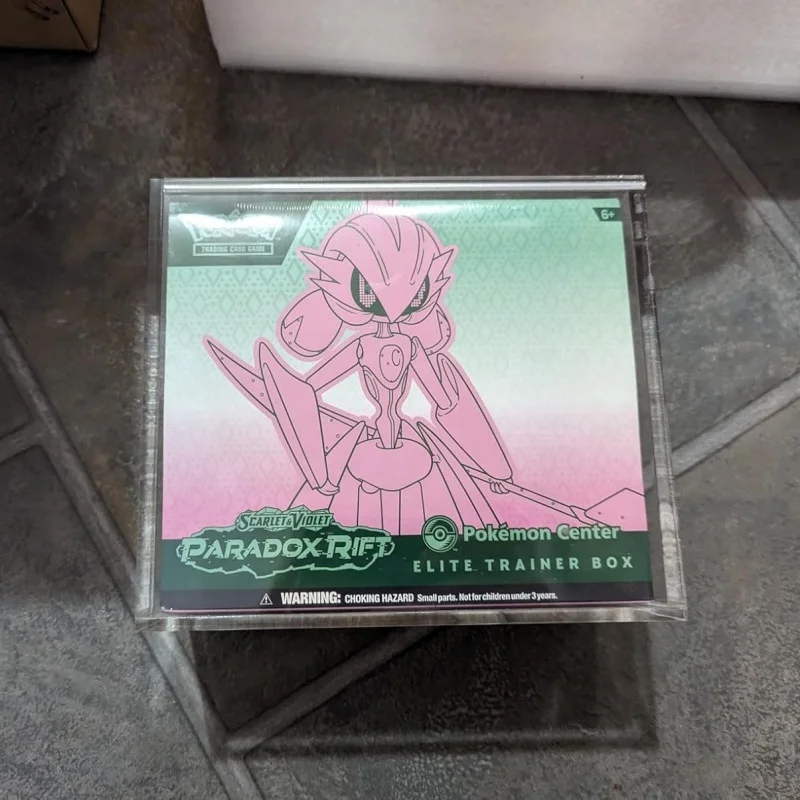 POKÉMON
TRADING CARD GAME
6+
SCARLET & VIOLET
PARADOX RIFT
Pokémon Center
ELITE TRAINER BOX
WARNING: CHOKING HAZARD Small parts. Not for children under 3 years.